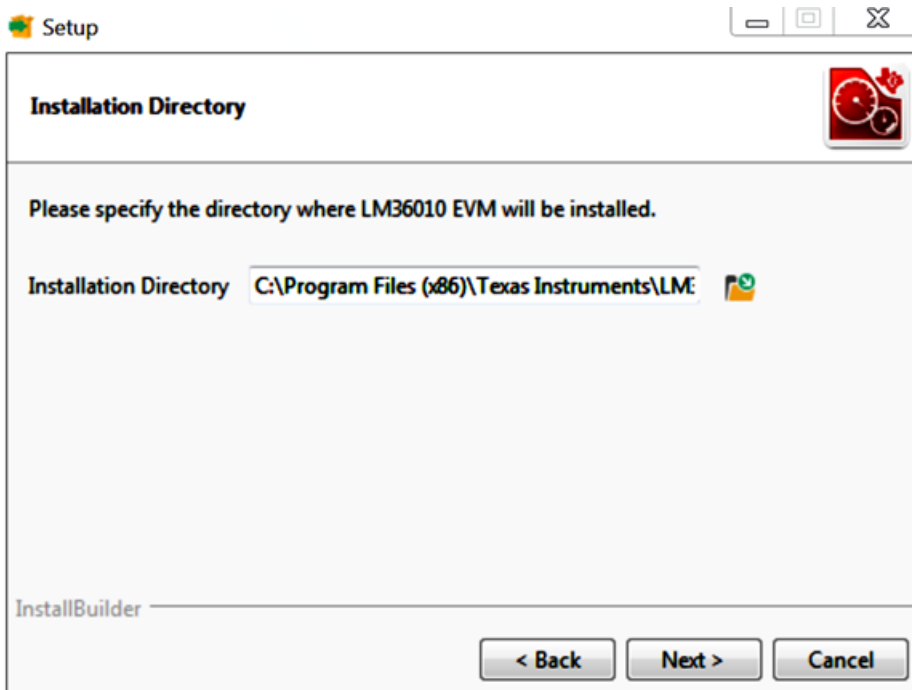 Setup
Installation Directory
Please specify the directory where LM36010 EVM will be installed.
Installation Directory C:\Program Files (x86)\Texas Instruments\LM3
InstallBuilder
< Back Next > Cancel